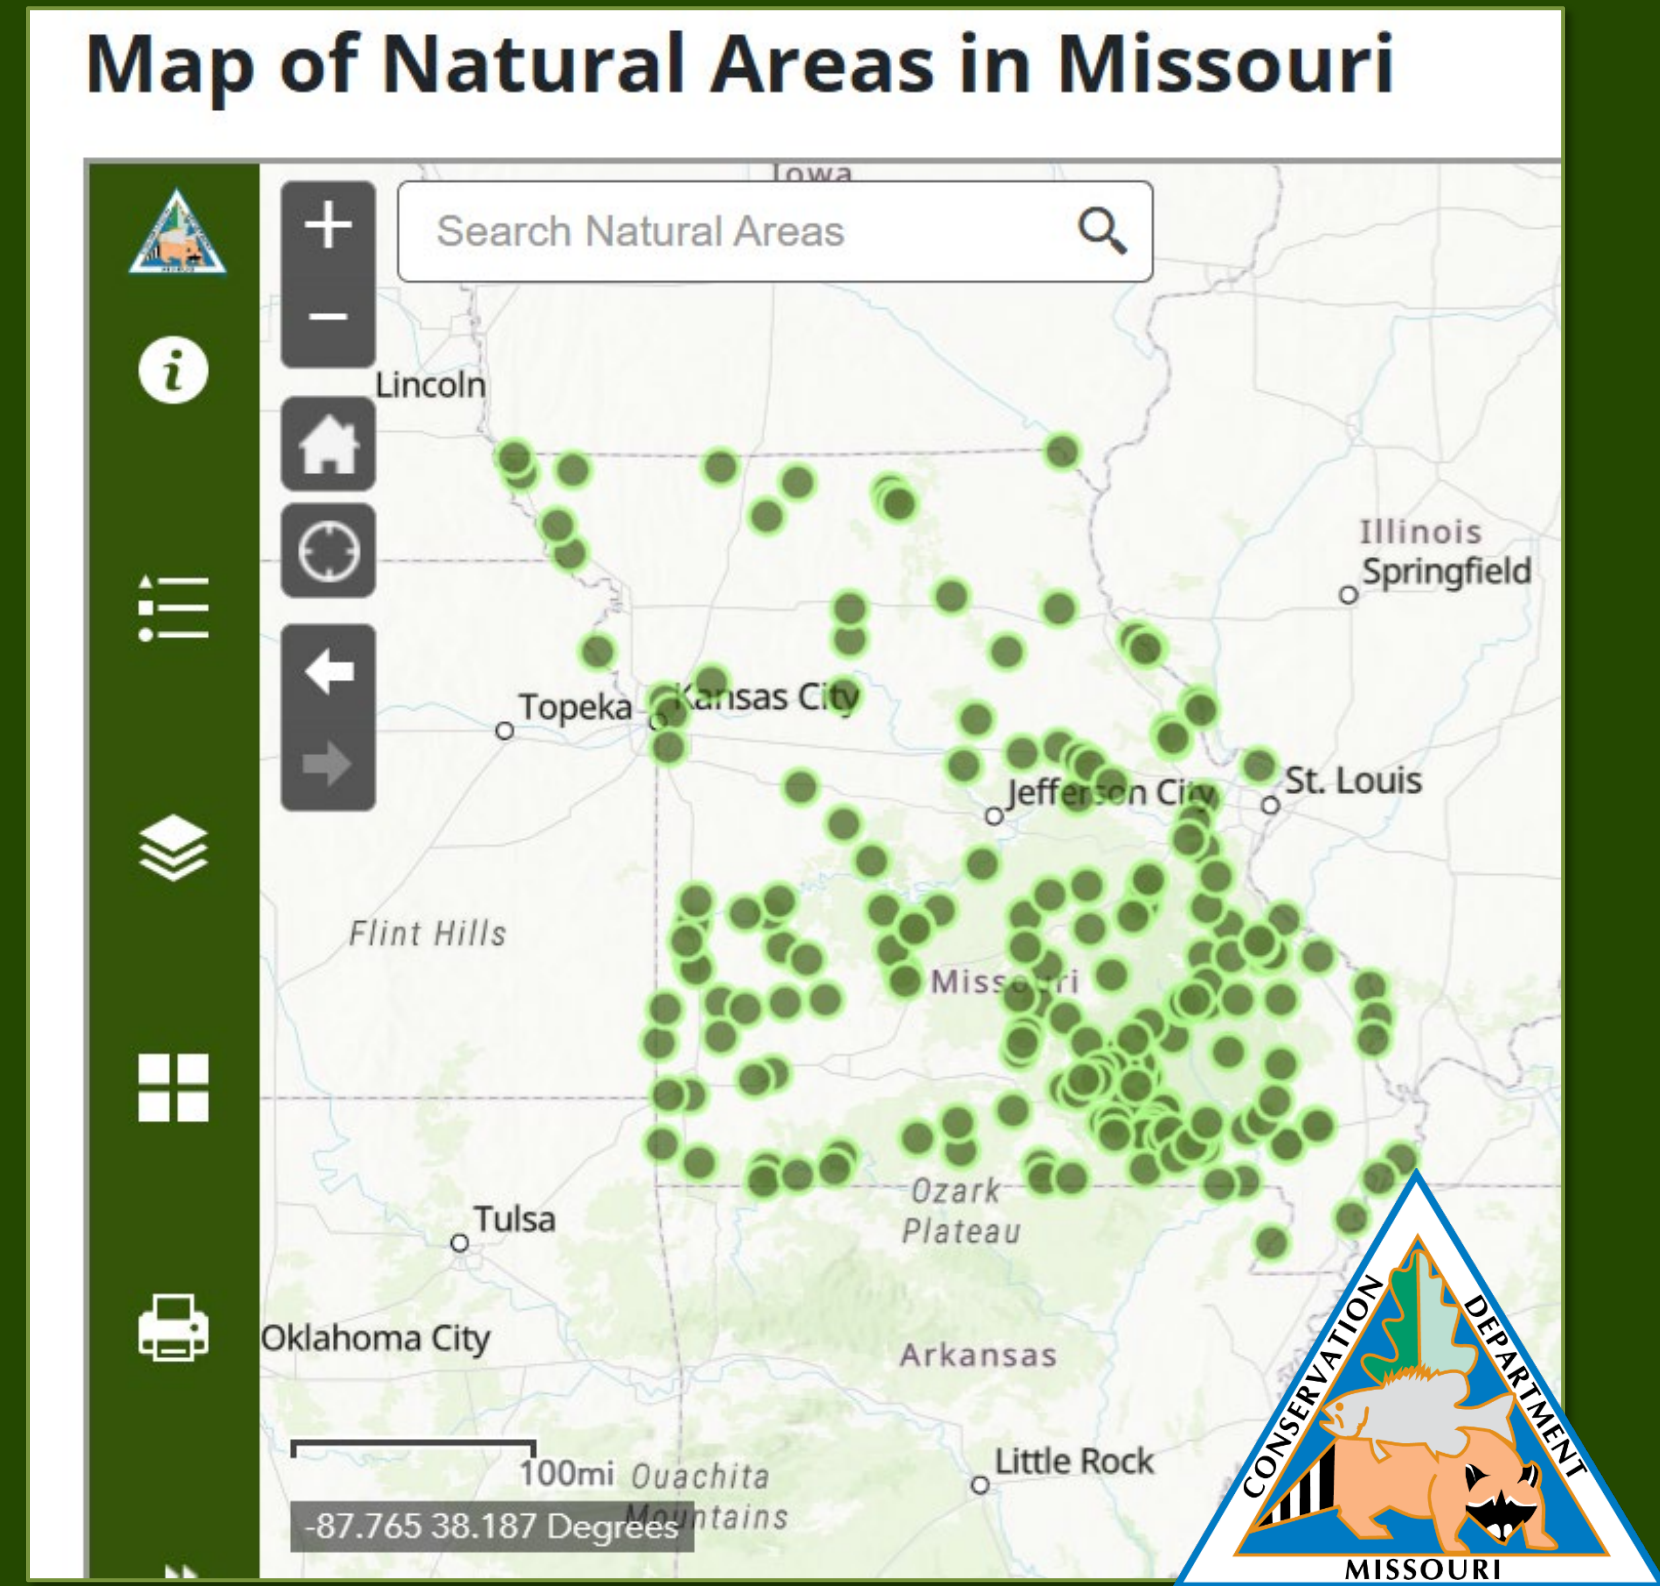 Map of Natural Areas in Missouri
Iowa
Search Natural Areas
Lincoln
Illinois
Springfield
Topeka
Kansas City
Jefferson City
St. Louis
Flint Hills
Missouri
Ozark
Plateau
Tulsa
Oklahoma City
Arkansas
Little Rock
100mi
Ouachita
Mountains
-87.765 38.187 Degrees
CONSERVATION
DEPARTMENT
MISSOURI